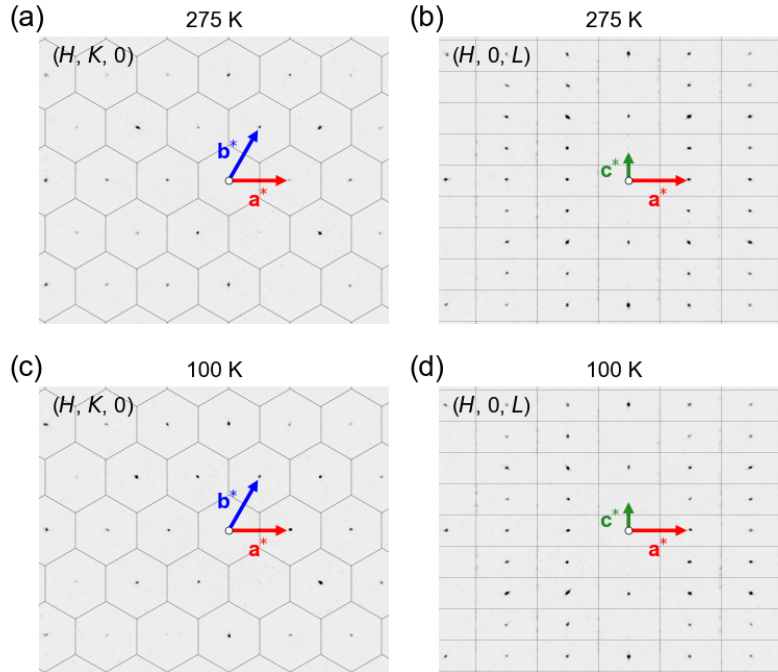 (a)
275 K
(H, K, 0)
b*
a*
(b)
275 K
(H, 0, L)
c*
a*
(c)
100 K
(H, K, 0)
b*
a*
(d)
100 K
(H, 0, L)
c*
a*